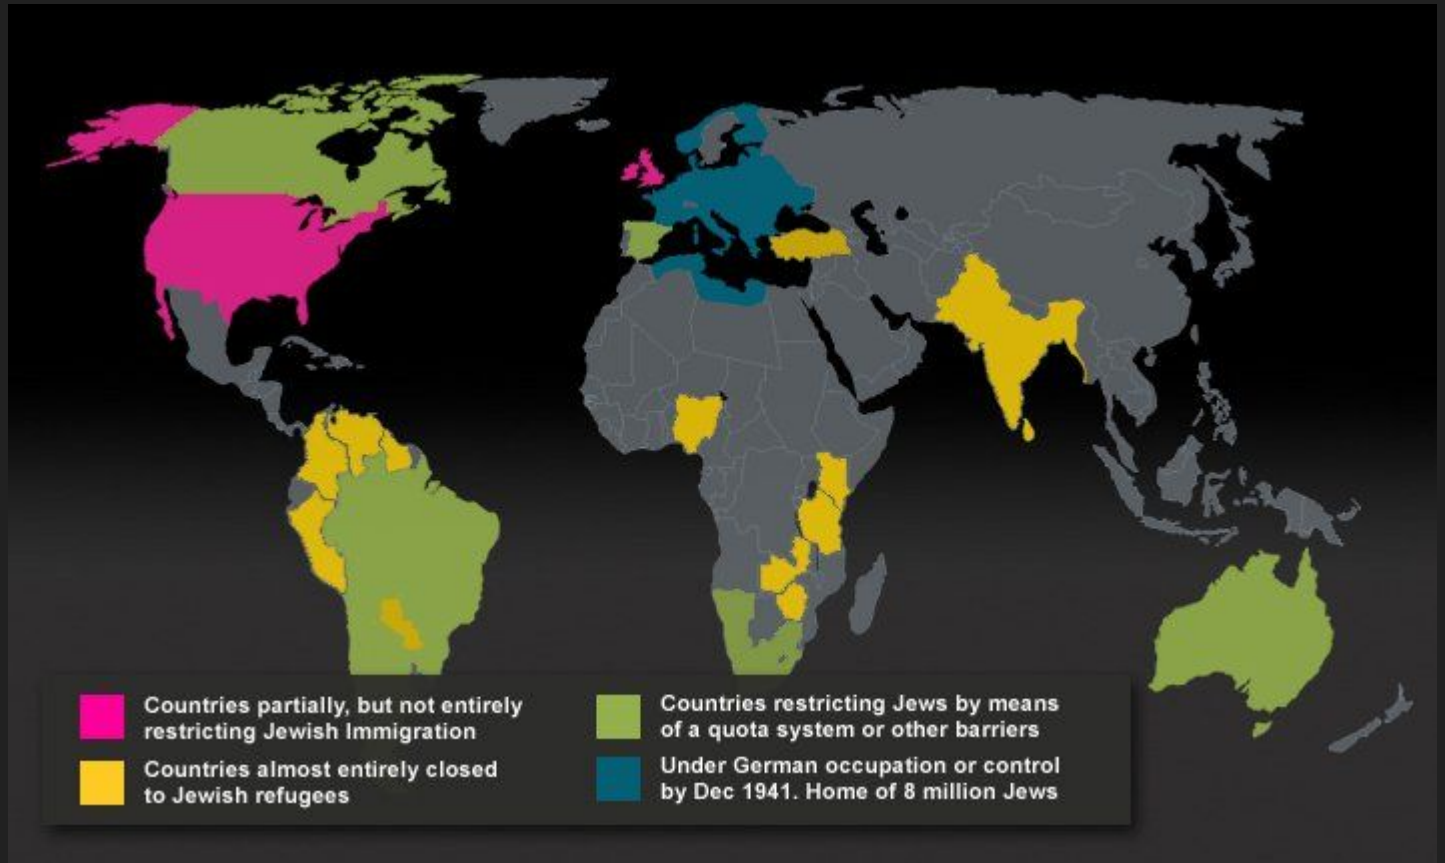 Countries partially, but not entirely
restricting Jewish Immigration
Countries almost entirely closed
to Jewish refugees
Countries restricting Jews by means
of a quota system or other barriers
Under German occupation or control
by Dec 1941. Home of 8 million Jews